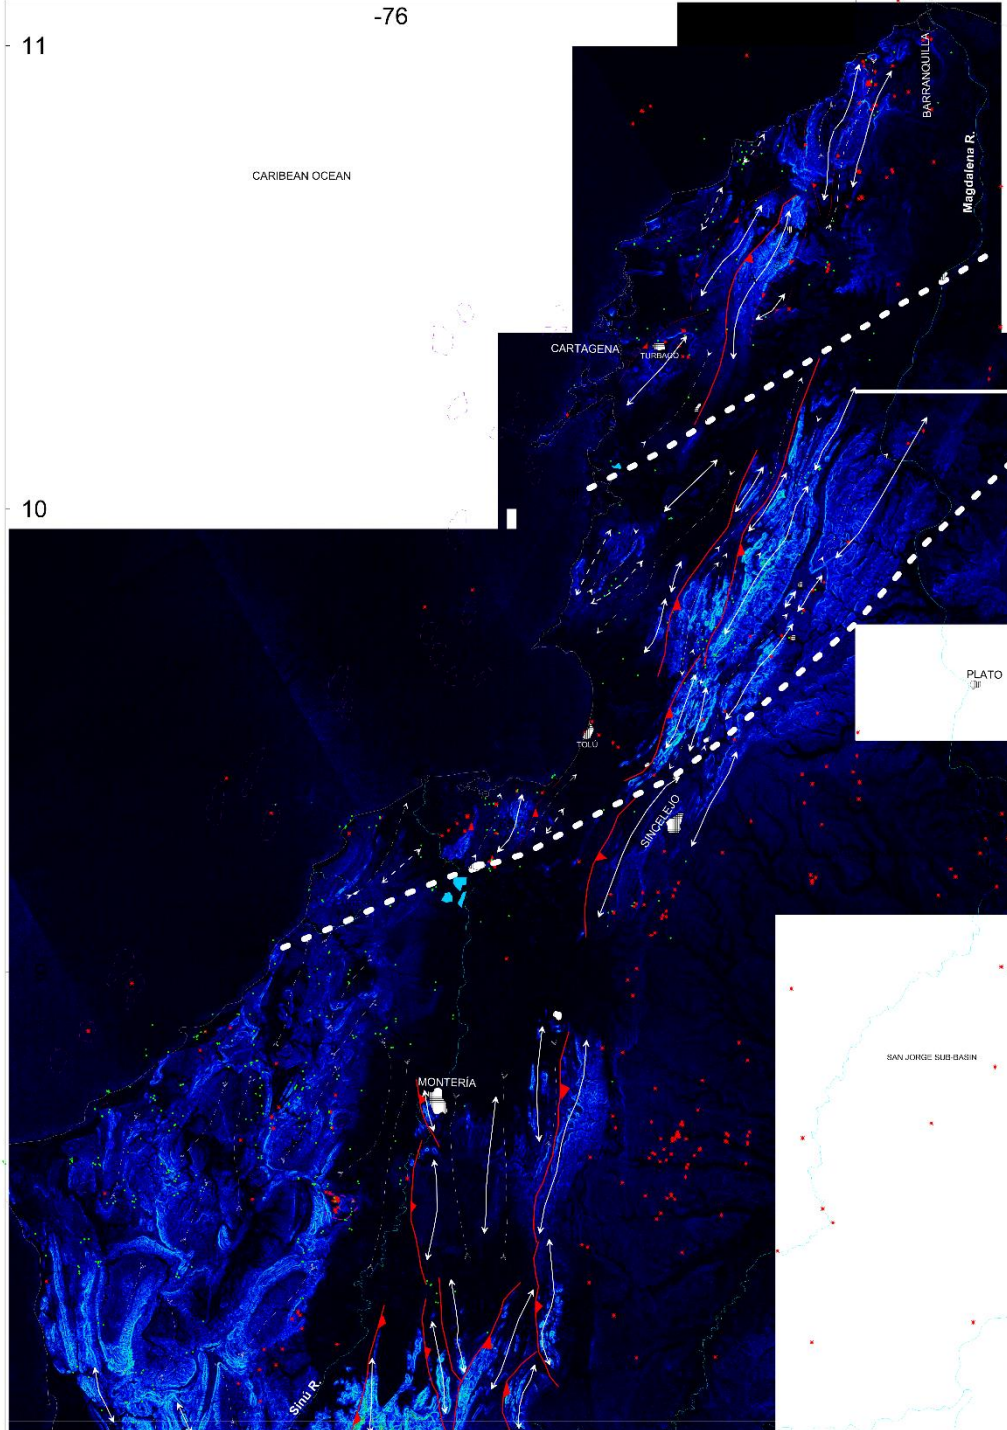 -76
11
BARRANQUILLA
Magdalena R.
CARIBEAN OCEAN
CARTAGENA
TURBACO
10
PLATO
TOLÚ
SINCELEJO
SAN JORGE SUB-BASIN
MONTERÍA
Sinú R.